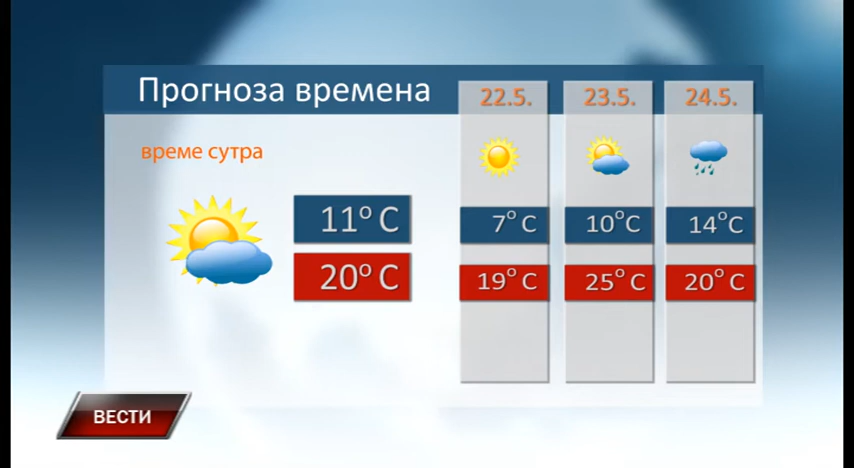 Прогноза времена
време сутра
11° C
20° C
22.5.
7° C
19° C
23.5.
10°C
25° C
24.5.
14°C
20° C
ВЕСТИ